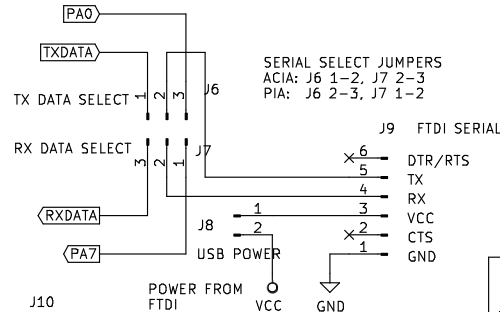 PA0
TXDATA
SERIAL SELECT JUMPERS
ACIA: J6 1-2, J7 2-3
PIA: J6 2-3, J7 1-2
TX DATA SELECT
1 2 3
J6
RX DATA SELECT
3 2 1
J7
J9 FTDI SERIAL
6 DTR/RTS
5 TX
4 RX
3 VCC
2 CTS
1 GND
RXDATA
PA7
J8
1
2
USB POWER
POWER FROM
FTDI
VCC
GND
J10